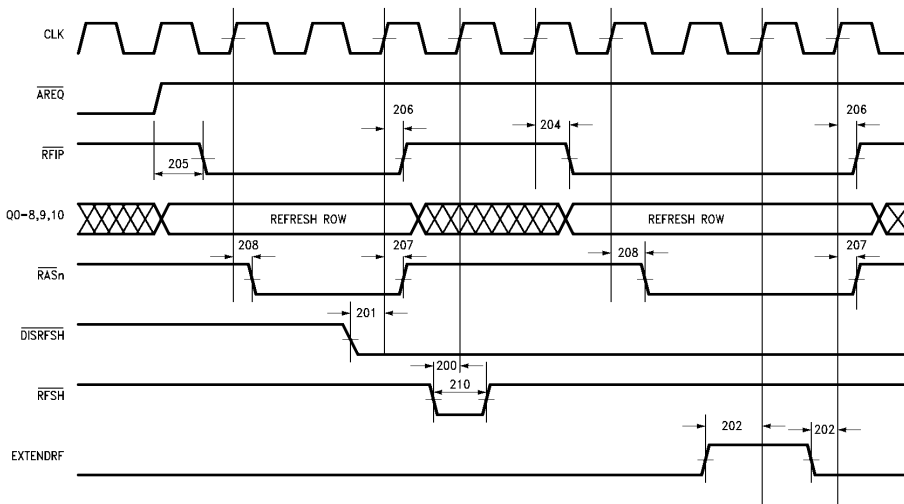 CLK
AREQ
206
204
206
RFIP
205
Q0-8,9,10
REFRESH ROW
REFRESH ROW
208
207
208
207
RASn
201
DISRFSH
200
210
RFSH
202
202
EXTENDRF